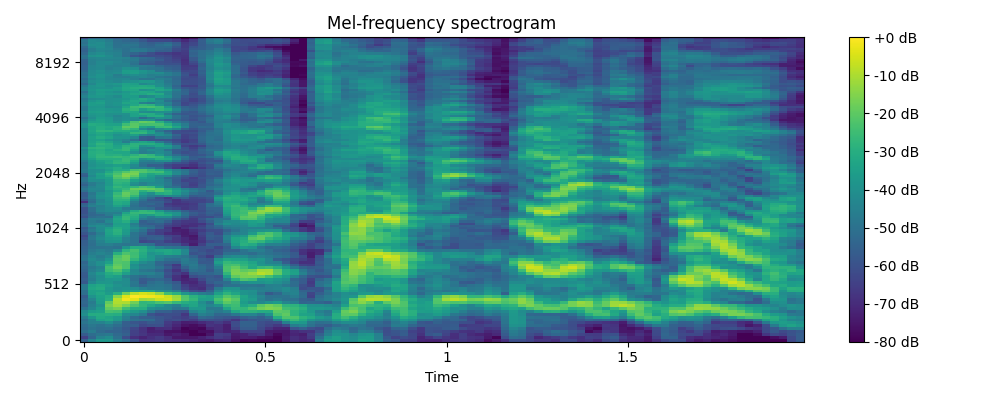 Mel-frequency spectrogram
Hz
8192
4096
2048
1024
512
0
0
0.5
1
1.5
Time
+0 dB
-10 dB
-20 dB
-30 dB
-40 dB
-50 dB
-60 dB
-70 dB
-80 dB